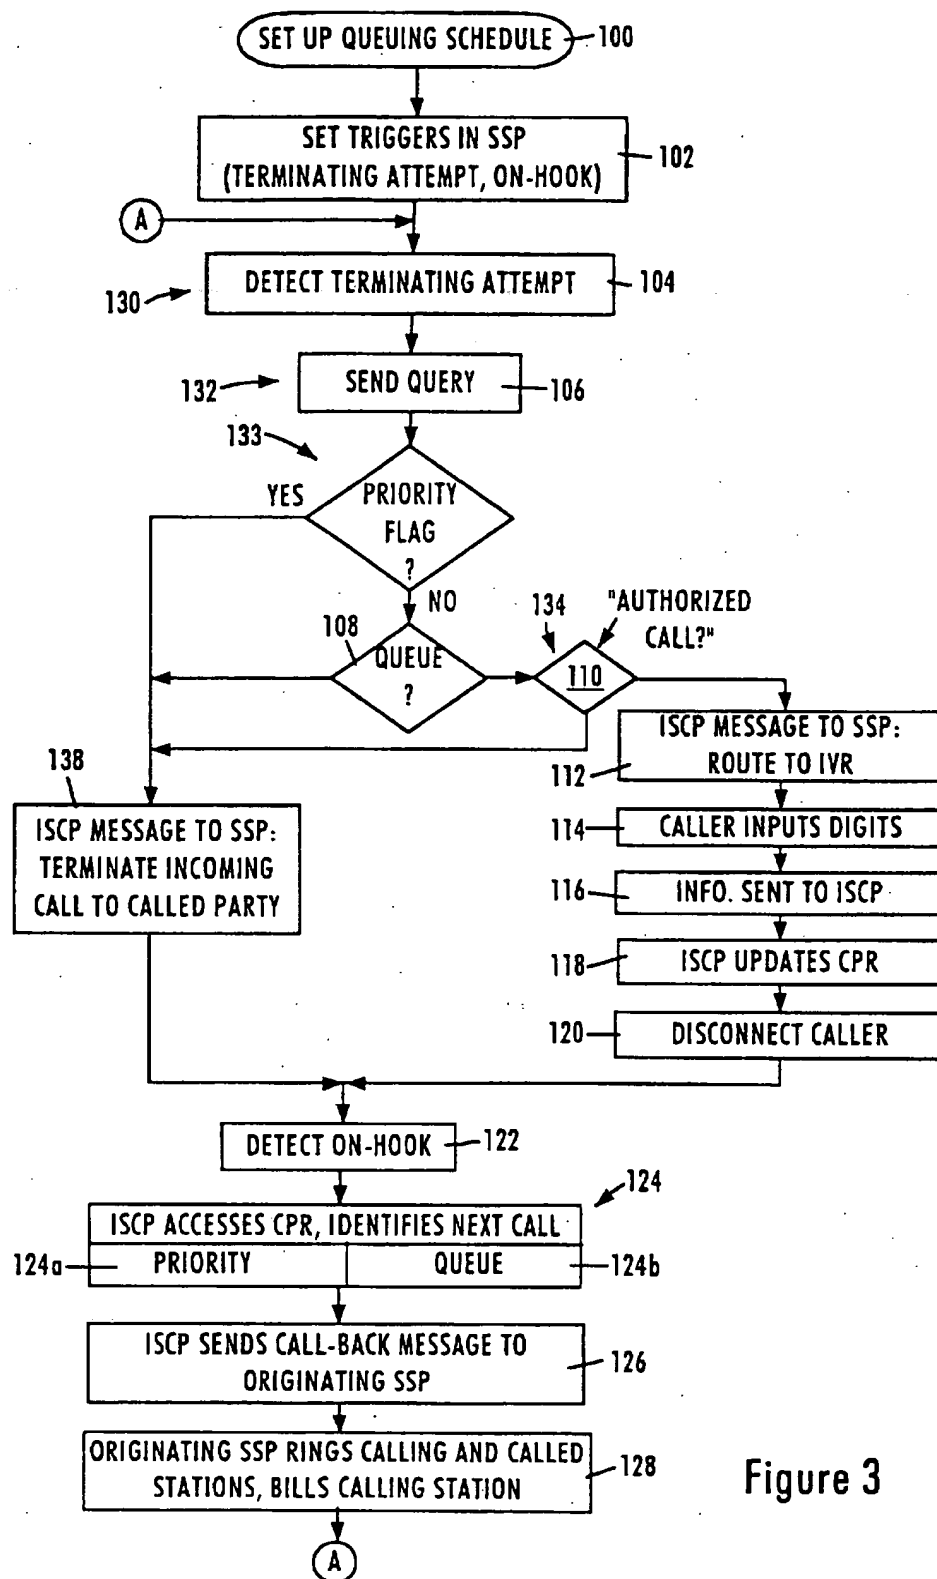 SET UP QUEUING SCHEDULE
100
SET TRIGGERS IN SSP
(TERMINATING ATTEMPT, ON-HOOK)
102
A
DETECT TERMINATING ATTEMPT
104
130
SEND QUERY
106
132
133
YES
PRIORITY
FLAG
?
NO
108
QUEUE
?
134
"AUTHORIZED
CALL?"
110
ISCP MESSAGE TO SSP:
ROUTE TO IVR
112
138
ISCP MESSAGE TO SSP:
TERMINATE INCOMING
CALL TO CALLED PARTY
CALLER INPUTS DIGITS
114
INFO. SENT TO ISCP
116
ISCP UPDATES CPR
118
DISCONNECT CALLER
120
DETECT ON-HOOK
122
124
ISCP ACCESSES CPR, IDENTIFIES NEXT CALL
124a
PRIORITY
QUEUE
124b
ISCP SENDS CALL-BACK MESSAGE TO
ORIGINATING SSP
126
ORIGINATING SSP RINGS CALLING AND CALLED
STATIONS, BILLS CALLING STATION
128
A
Figure 3